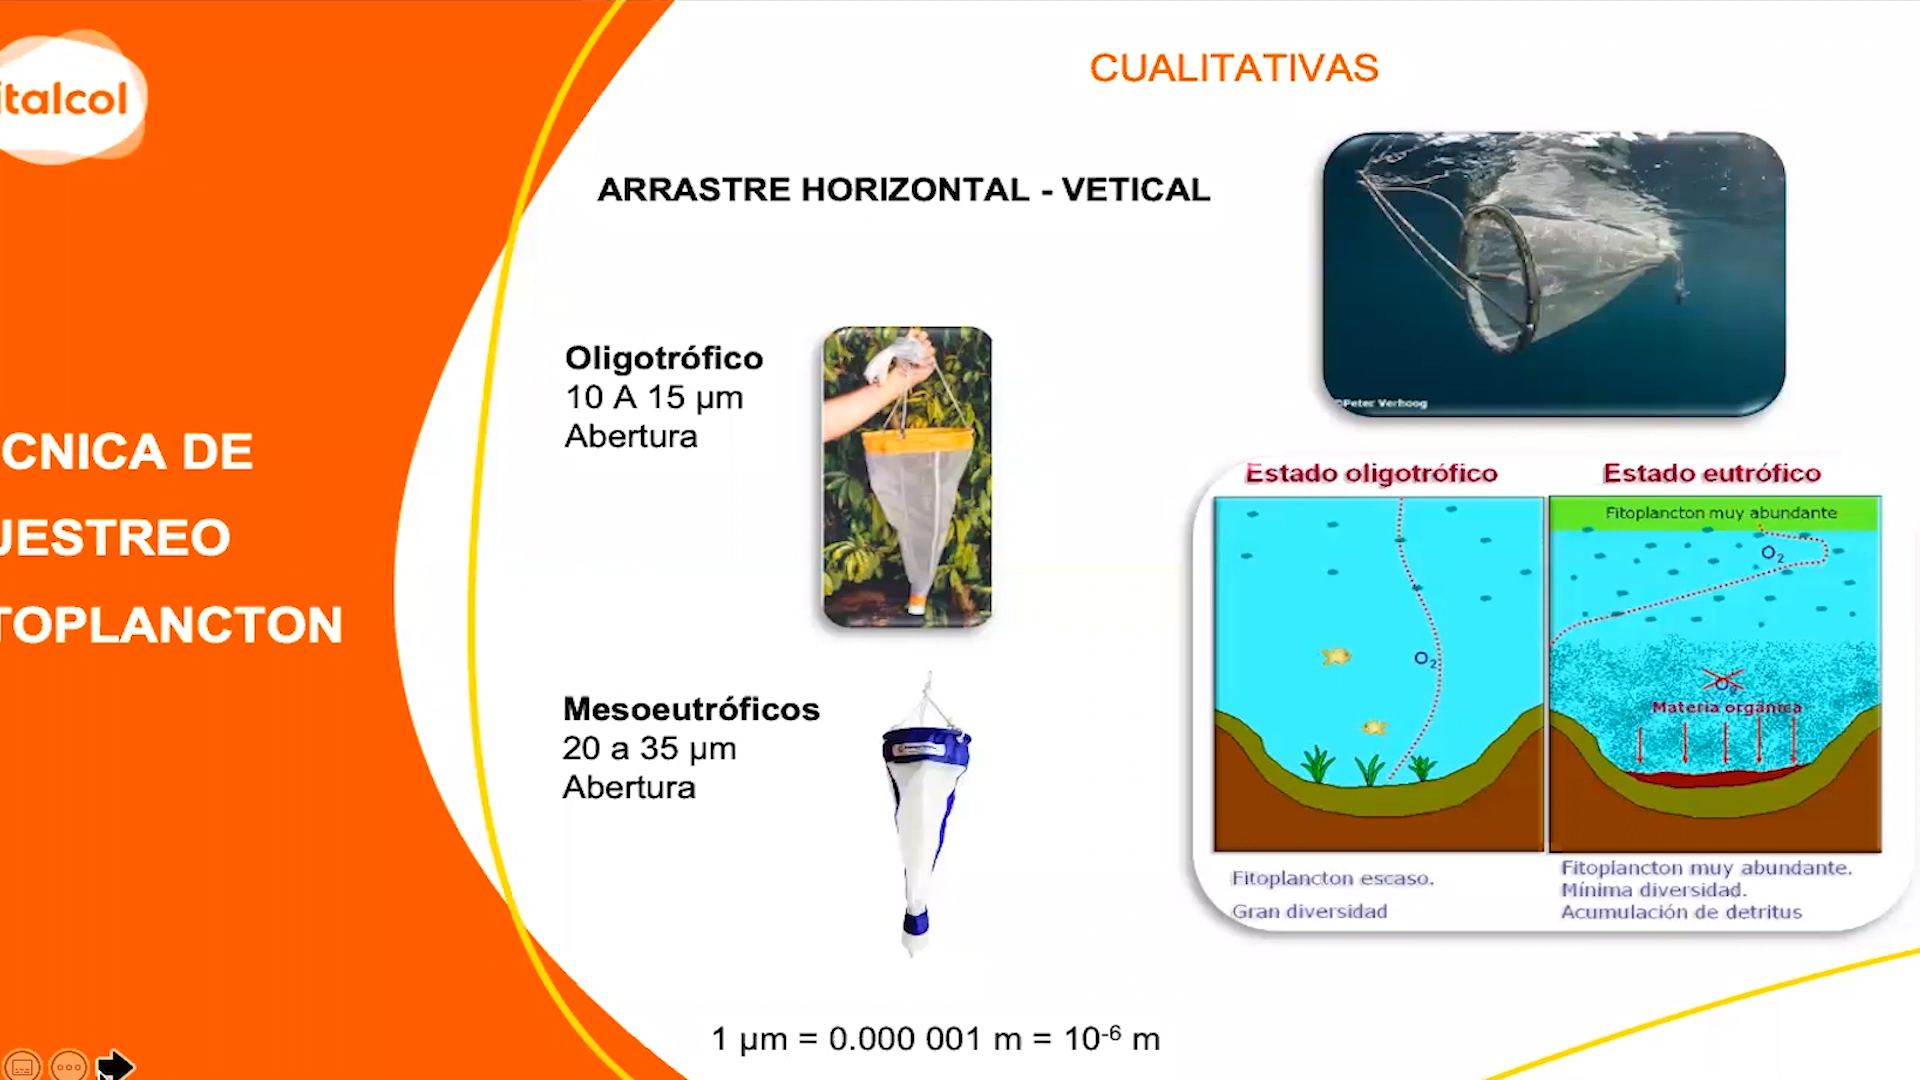 italcol
CNICA DE
UESTREO
TOPLANCTON
CUALITATIVAS
ARRASTRE HORIZONTAL - VETICAL
©Peter Verhoog
Oligotrófico
10 A 15 µm
Abertura
Mesoeutróficos
20 a 35 µm
Abertura
Estado oligotrófico
O₂
Fitoplancton escaso.
Gran diversidad
Estado eutrófico
Fitoplancton muy abundante
O₂
O₂
Materia orgánica
Fitoplancton muy abundante.
Mínima diversidad.
Acumulación de detritus
1 µm = 0.000 001 m = 10⁻⁶ m